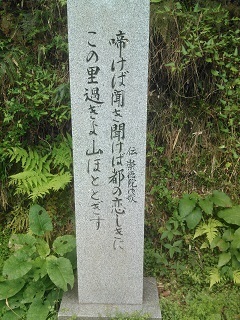 啼けば聞き聞けば都の恋しきに
この里過ぎよ山ほととぎす
伝 崇徳院御歌